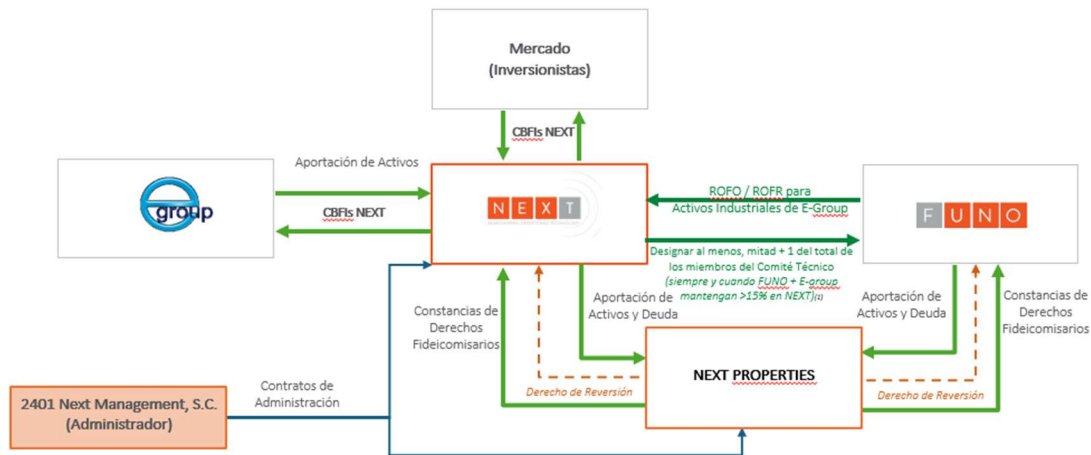 Mercado
(Inversionistas)
CBFIs NEXT
Aportación de Activos
e group
CBFIs NEXT
NEXT
ROFO / ROFR para
Activos Industriales de E-Group
FUNO
Designar al menos, mitad + 1 del total de
los miembros del Comité Técnico
(siempre y cuando FUNO + E-group
mantengan >15% en NEXT)(1)
Constancias de
Derechos
Fideicomisarios
Aportación de
Activos y Deuda
Aportación de
Activos y Deuda
Constancias de
Derechos
Fideicomisarios
NEXT PROPERTIES
Derecho de Reversión
Derecho de Reversión
2401 Next Management, S.C.
(Administrador)
Contratos de
Administración